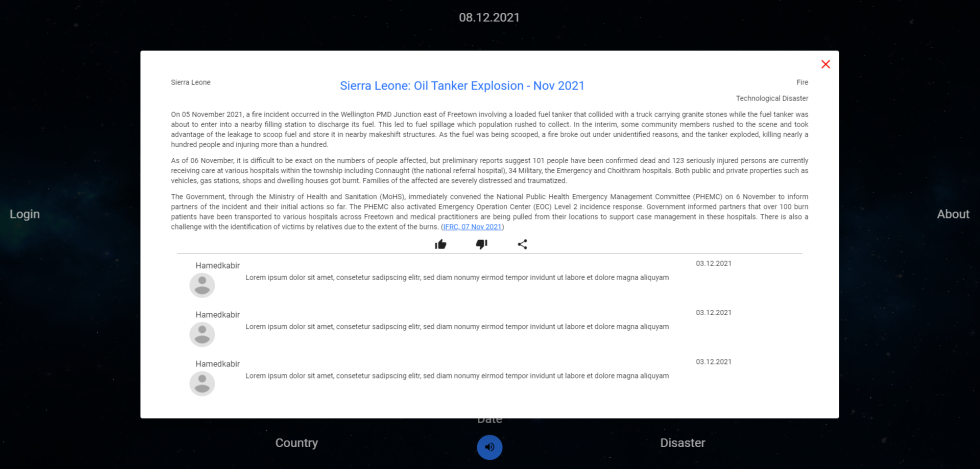 08.12.2021
Sierra Leone
Sierra Leone: Oil Tanker Explosion - Nov 2021
Fire
Technological Disaster
On 05 November 2021, a fire incident occurred in the Wellington PMD Junction east of Freetown involving a loaded fuel tanker that collided with a truck carrying granite stones while the fuel tanker was
about to enter into a nearby filling station to discharge its fuel. This led to fuel spillage which population rushed to collect. In the interim, some community members rushed to the scene and took
advantage of the leakage to scoop fuel and store it in nearby makeshift structures. As the fuel was being scooped, a fire broke out under unidentified reasons, and the tanker exploded, killing nearly a
hundred people and injuring more than a hundred.
As of 06 November, it is difficult to be exact on the numbers of people affected, but preliminary reports suggest 101 people have been confirmed dead and 123 seriously injured persons are currently
receiving care at various hospitals within the township including Connaught (the national referral hospital), 34 Military, the Emergency and Choithram hospitals. Both public and private properties such as
vehicles, gas stations, shops and dwelling houses got burnt. Families of the affected are severely distressed and traumatized.
The Government, through the Ministry of Health and Sanitation (MoHS), immediately convened the National Public Health Emergency Management Committee (PHEMC) on 6 November to inform
partners of the incident and their initial actions so far. The PHEMC also activated Emergency Operation Center (EOC) Level 2 incidence response. Government informed partners that over 100 burn
patients have been transported to various hospitals across Freetown and medical practitioners are being pulled from their locations to support case management in these hospitals. There is also a
challenge with the identification of victims by relatives due to the extent of the burns. (IFRC, 07 Nov 2021)
Login
About
Hamedkabir
03.12.2021
Lorem ipsum dolor sit amet, consetetur sadipscing elitr, sed diam nonumy eirmod tempor invidunt ut labore et dolore magna aliquyam
Hamedkabir
03.12.2021
Lorem ipsum dolor sit amet, consetetur sadipscing elitr, sed diam nonumy eirmod tempor invidunt ut labore et dolore magna aliquyam
Hamedkabir
03.12.2021
Lorem ipsum dolor sit amet, consetetur sadipscing elitr, sed diam nonumy eirmod tempor invidunt ut labore et dolore magna aliquyam
Date
Country
Disaster